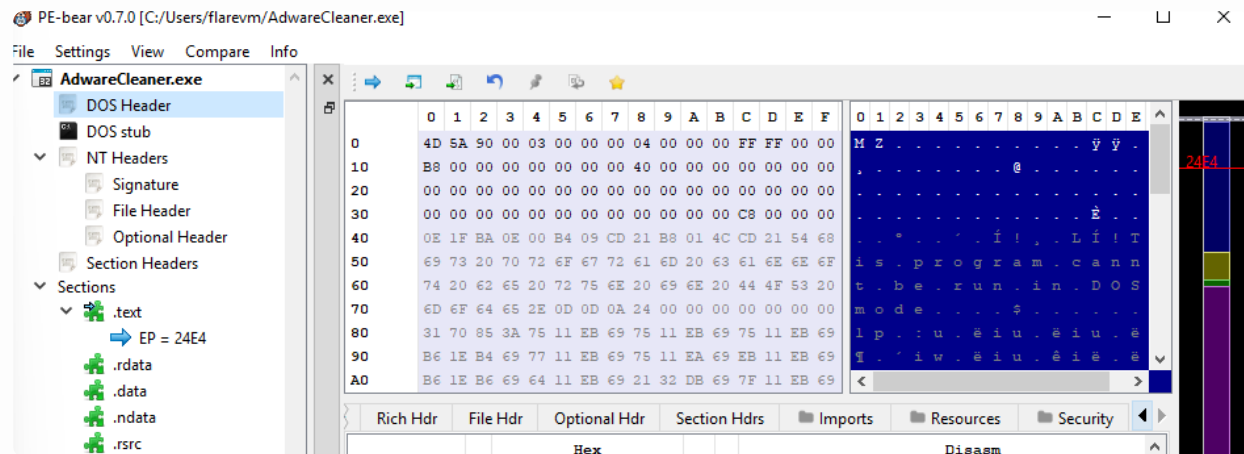 PE-bear v0.7.0 [C:/Users/flarevm/AdwareCleaner.exe]
File Settings View Compare Info
AdwareCleaner.exe
DOS Header
DOS stub
NT Headers
Signature
File Header
Optional Header
Section Headers
Sections
.text
EP = 24E4
.rdata
.data
.ndata
.rsrc
0 1 2 3 4 5 6 7 8 9 A B C D E F
0 4D 5A 90 00 03 00 00 00 04 00 00 00 FF FF 00 00
10 B8 00 00 00 00 00 00 00 40 00 00 00 00 00 00 00
20 00 00 00 00 00 00 00 00 00 00 00 00 00 00 00 00
30 00 00 00 00 00 00 00 00 00 00 00 00 C8 00 00 00
40 0E 1F BA 0E 00 B4 09 CD 21 B8 01 4C CD 21 54 68
50 69 73 20 70 72 6F 67 72 61 6D 20 63 61 6E 6E 6F
60 74 20 62 65 20 72 75 6E 20 69 6E 20 44 4F 53 20
70 6D 6F 64 65 2E 0D 0D 0A 24 00 00 00 00 00 00 00
80 31 70 85 3A 75 11 EB 69 75 11 EB 69 75 11 EB 69
90 B6 1E B4 69 77 11 EB 69 75 11 EA 69 EB 11 EB 69
A0 B6 1E B6 69 64 11 EB 69 21 32 DB 69 7F 11 EB 69
0 1 2 3 4 5 6 7 8 9 A B C D E
M Z . . . . . . . . . . ÿ ÿ .
¸ . . . . . . . @ . . . . . .
. . . . . . . . . . . . . . .
. . . . . . . . . . . . È . .
. . º . . ´ . Í ! ¸ . L Í ! T
i s . p r o g r a m . c a n n
t . b e . r u n . i n . D O S
m o d e . . . . $ . . . . . .
1 p . : u . ë i u . ë i u . ë
¶ . ´ i w . ë i u . ê i ë . ë
24E4
Rich Hdr File Hdr Optional Hdr Section Hdrs Imports Resources Security
Hex Disasm